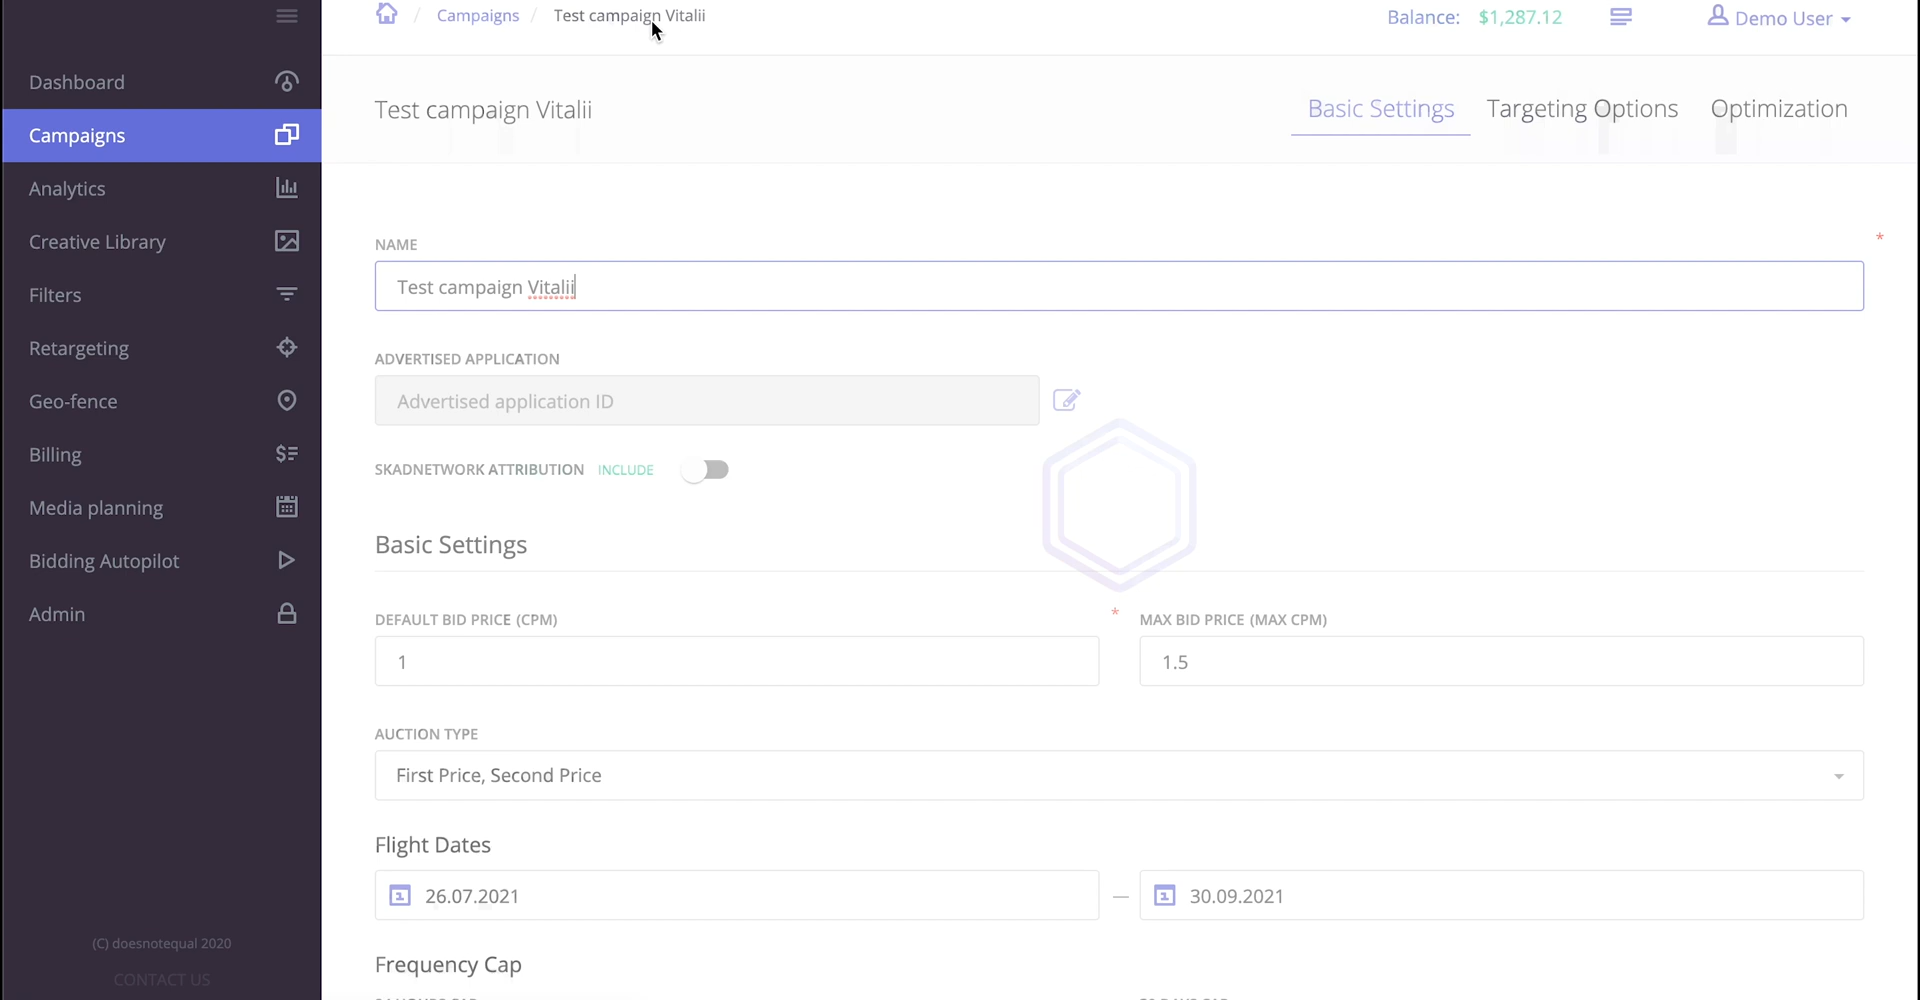 / Campaigns / Test campaign Vitalii
Balance: $1,287.12
Demo User
Dashboard
Campaigns
Analytics
Creative Library
Filters
Retargeting
Geo-fence
Billing
Media planning
Bidding Autopilot
Admin
(C) doesnotequal 2020
CONTACT US
Test campaign Vitalii
Basic Settings Targeting Options Optimization
NAME *
Test campaign Vitalii
ADVERTISED APPLICATION
Advertised application ID
SKADNETWORK ATTRIBUTION INCLUDE
Basic Settings
DEFAULT BID PRICE (CPM) * MAX BID PRICE (MAX CPM)
1 1.5
AUCTION TYPE
First Price, Second Price
Flight Dates
26.07.2021 — 30.09.2021
Frequency Cap